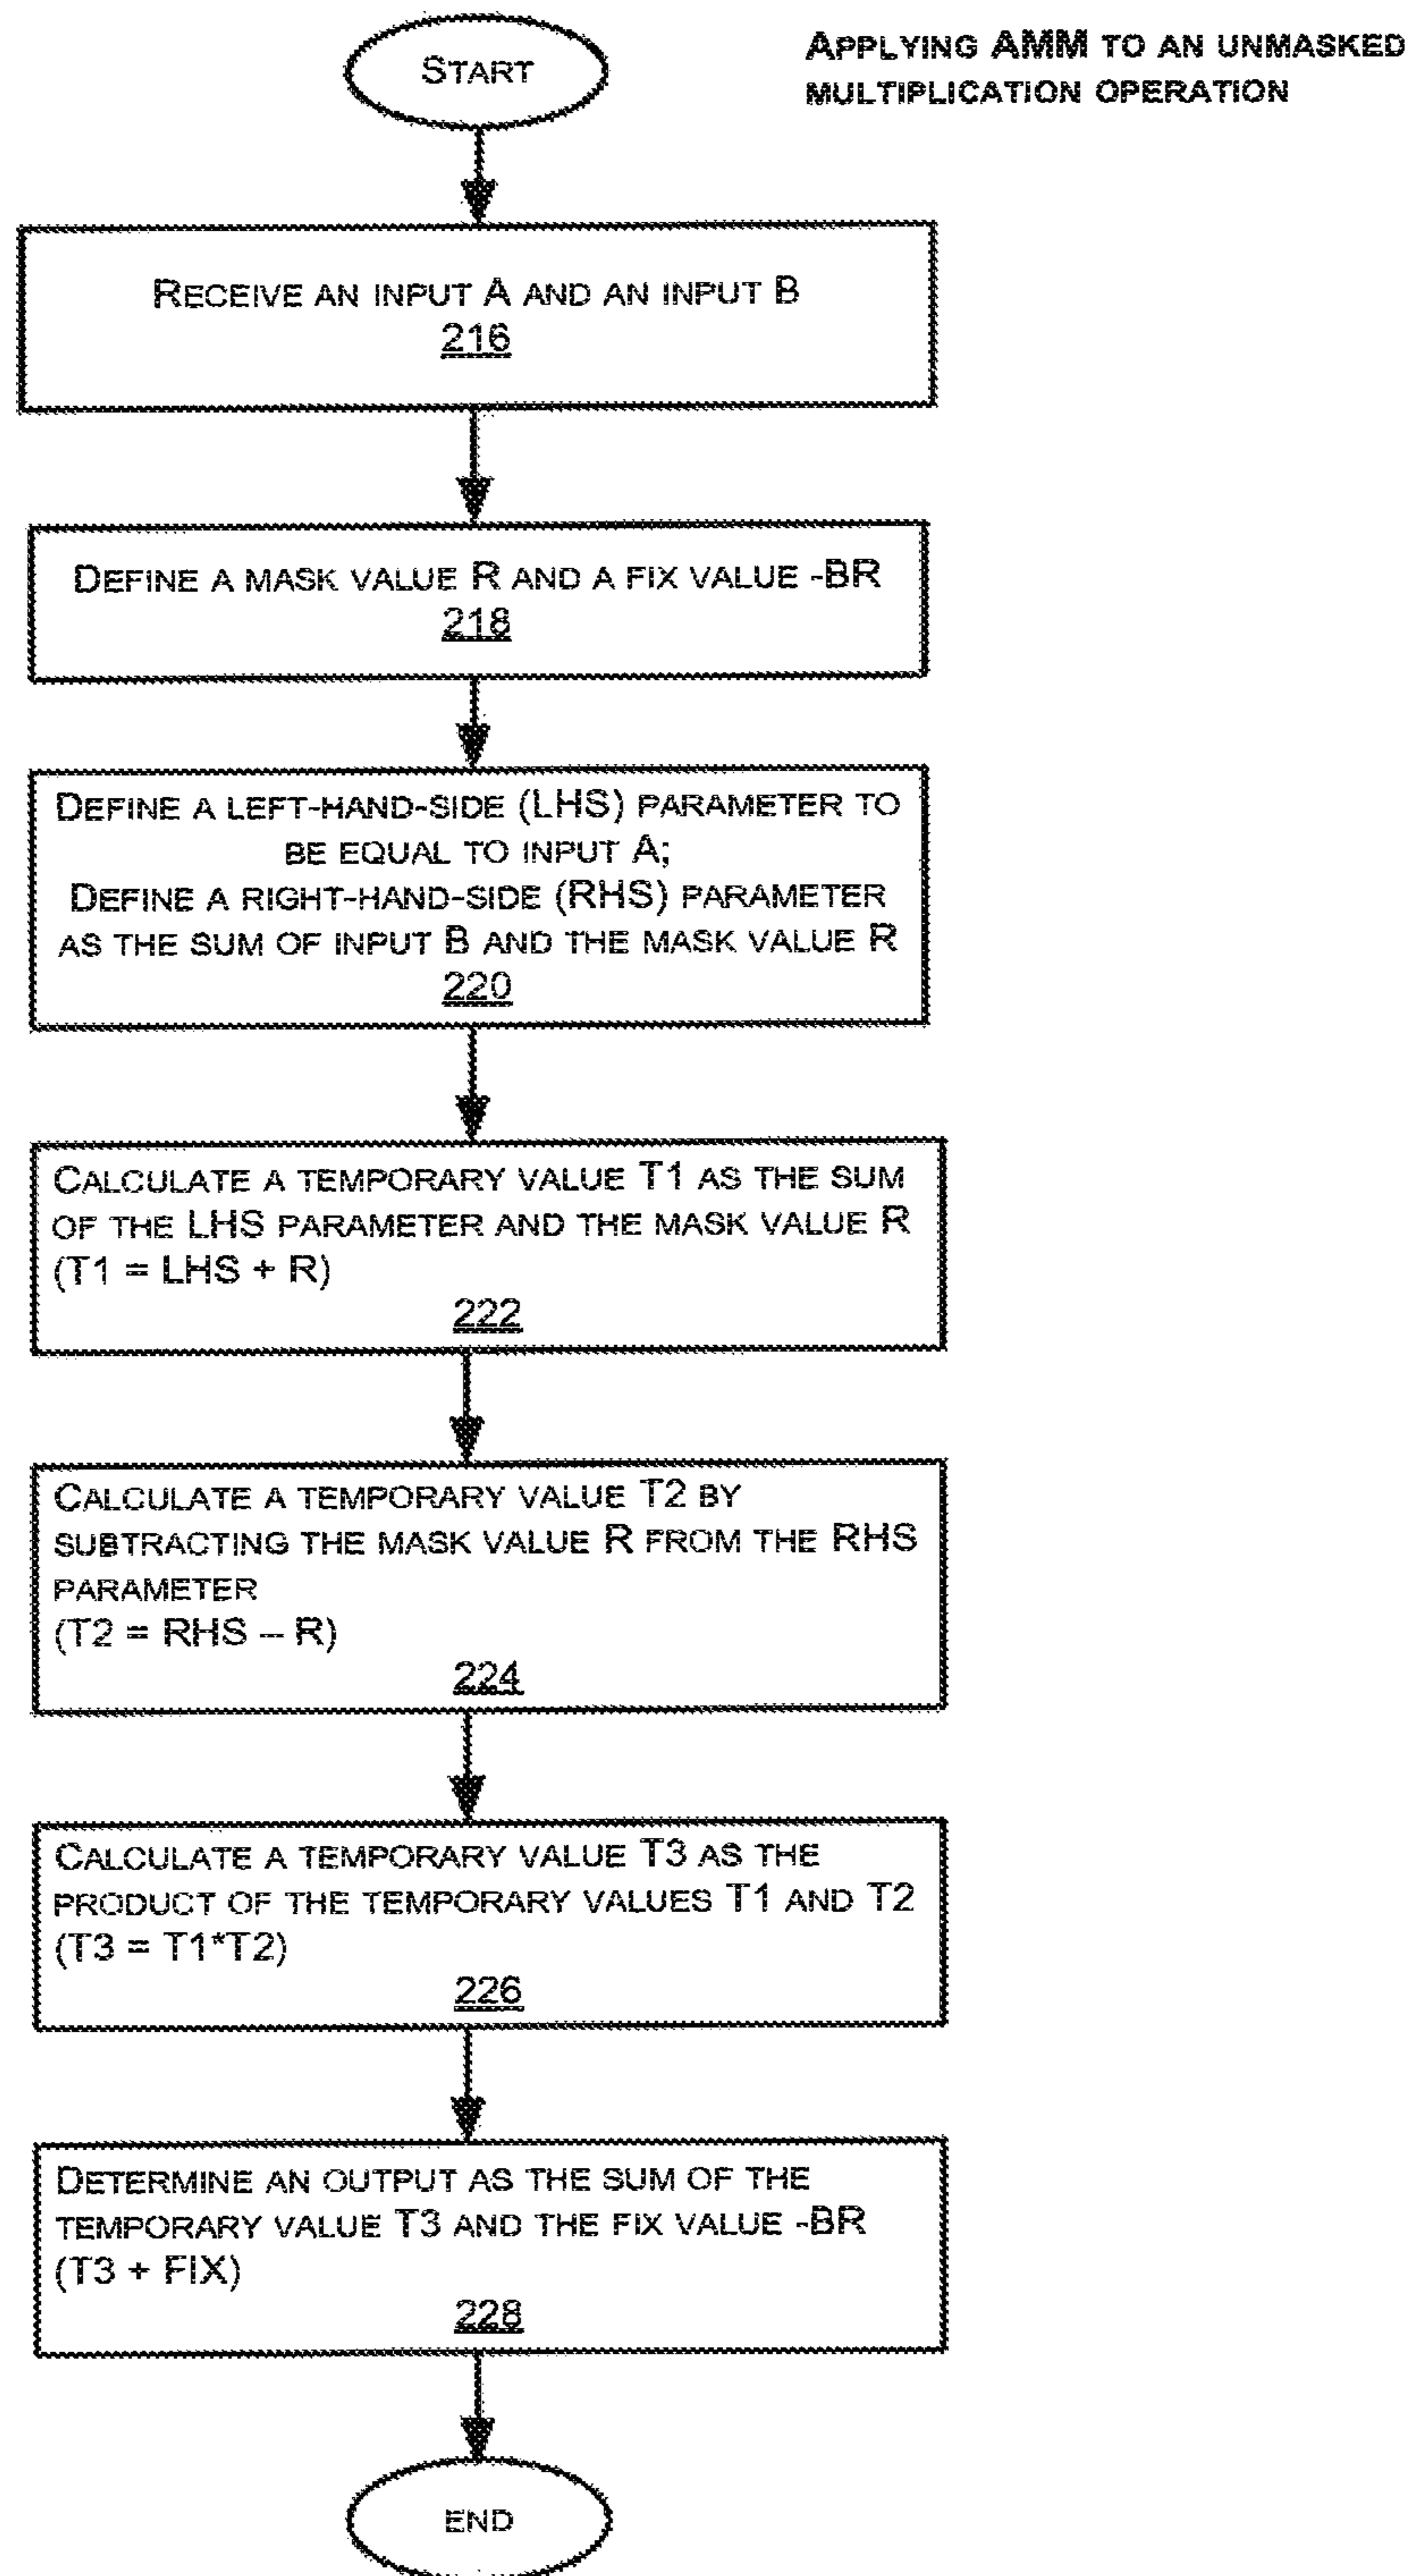 START
APPLYING AMM TO AN UNMASKED
MULTIPLICATION OPERATION
RECEIVE AN INPUT A AND AN INPUT B
216
DEFINE A MASK VALUE R AND A FIX VALUE -BR
218
DEFINE A LEFT-HAND-SIDE (LHS) PARAMETER TO
BE EQUAL TO INPUT A;
DEFINE A RIGHT-HAND-SIDE (RHS) PARAMETER
AS THE SUM OF INPUT B AND THE MASK VALUE R
220
CALCULATE A TEMPORARY VALUE T1 AS THE SUM
OF THE LHS PARAMETER AND THE MASK VALUE R
(T1 = LHS + R)
222
CALCULATE A TEMPORARY VALUE T2 BY
SUBTRACTING THE MASK VALUE R FROM THE RHS
PARAMETER
(T2 = RHS – R)
224
CALCULATE A TEMPORARY VALUE T3 AS THE
PRODUCT OF THE TEMPORARY VALUES T1 AND T2
(T3 = T1*T2)
226
DETERMINE AN OUTPUT AS THE SUM OF THE
TEMPORARY VALUE T3 AND THE FIX VALUE -BR
(T3 + FIX)
228
END